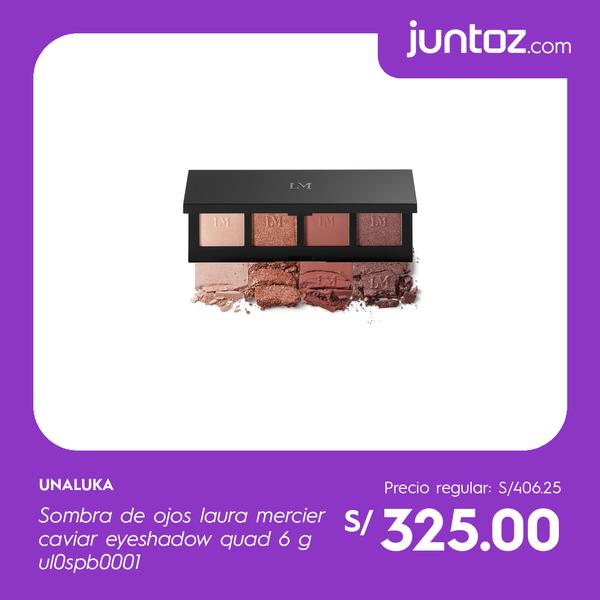 juntoz.com
LM
LM LM LM LM
LM
UNALUKA
Precio regular: S/406.25
Sombra de ojos laura mercier
caviar eyeshadow quad 6 g
ul0spb0001
S/ 325.00